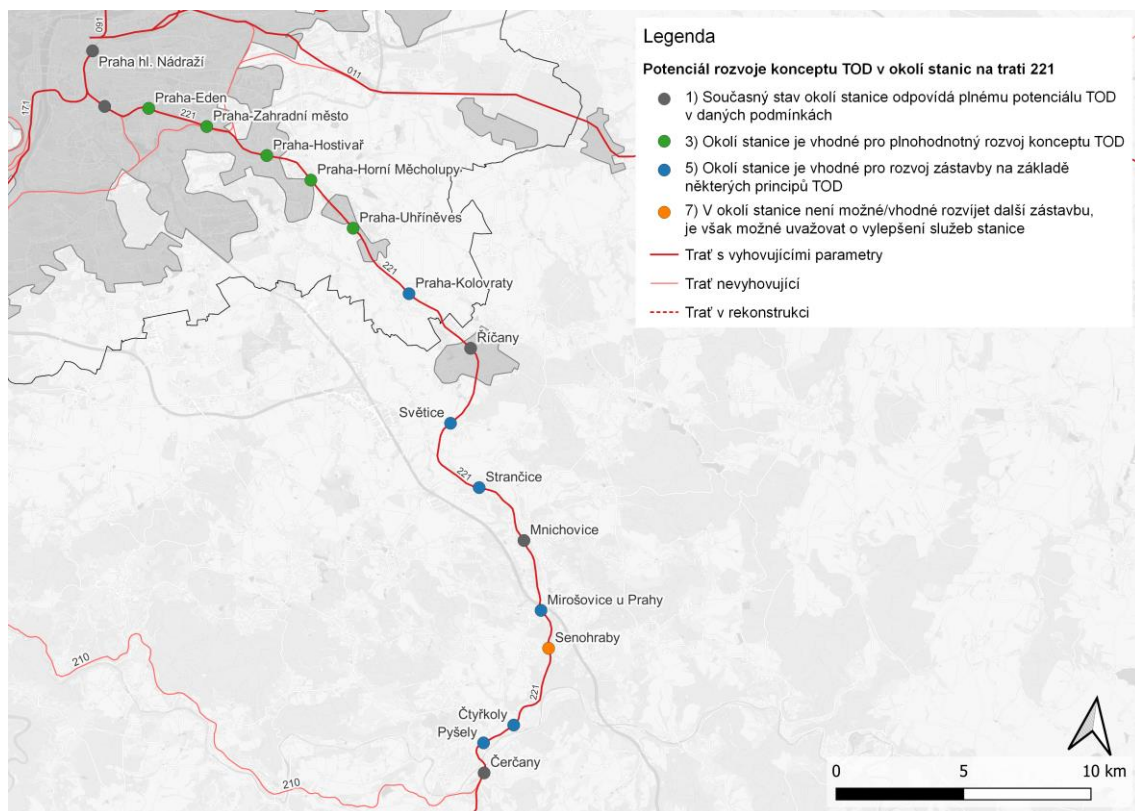 091
Praha hl. Nádraží
011
171
Praha-Eden
221
Praha-Zahradní město
Praha-Hostivař
Praha-Horní Měcholupy
Praha-Uhříněves
221
Praha-Kolovraty
Říčany
Světice
221
Strančice
Mnichovice
Mirošovice u Prahy
Senohraby
210
221
Čtyřkoly
Pyšely
Čerčany
210
Legenda
Potenciál rozvoje konceptu TOD v okolí stanic na trati 221
1) Současný stav okolí stanice odpovídá plnému potenciálu TOD
v daných podmínkách
3) Okolí stanice je vhodné pro plnohodnotný rozvoj konceptu TOD
5) Okolí stanice je vhodné pro rozvoj zástavby na základě
některých principů TOD
7) V okolí stanice není možné/vhodné rozvíjet další zástavbu,
je však možné uvažovat o vylepšení služeb stanice
Trať s vyhovujícími parametry
Trať nevyhovující
Trať v rekonstrukci
0 5 10 km